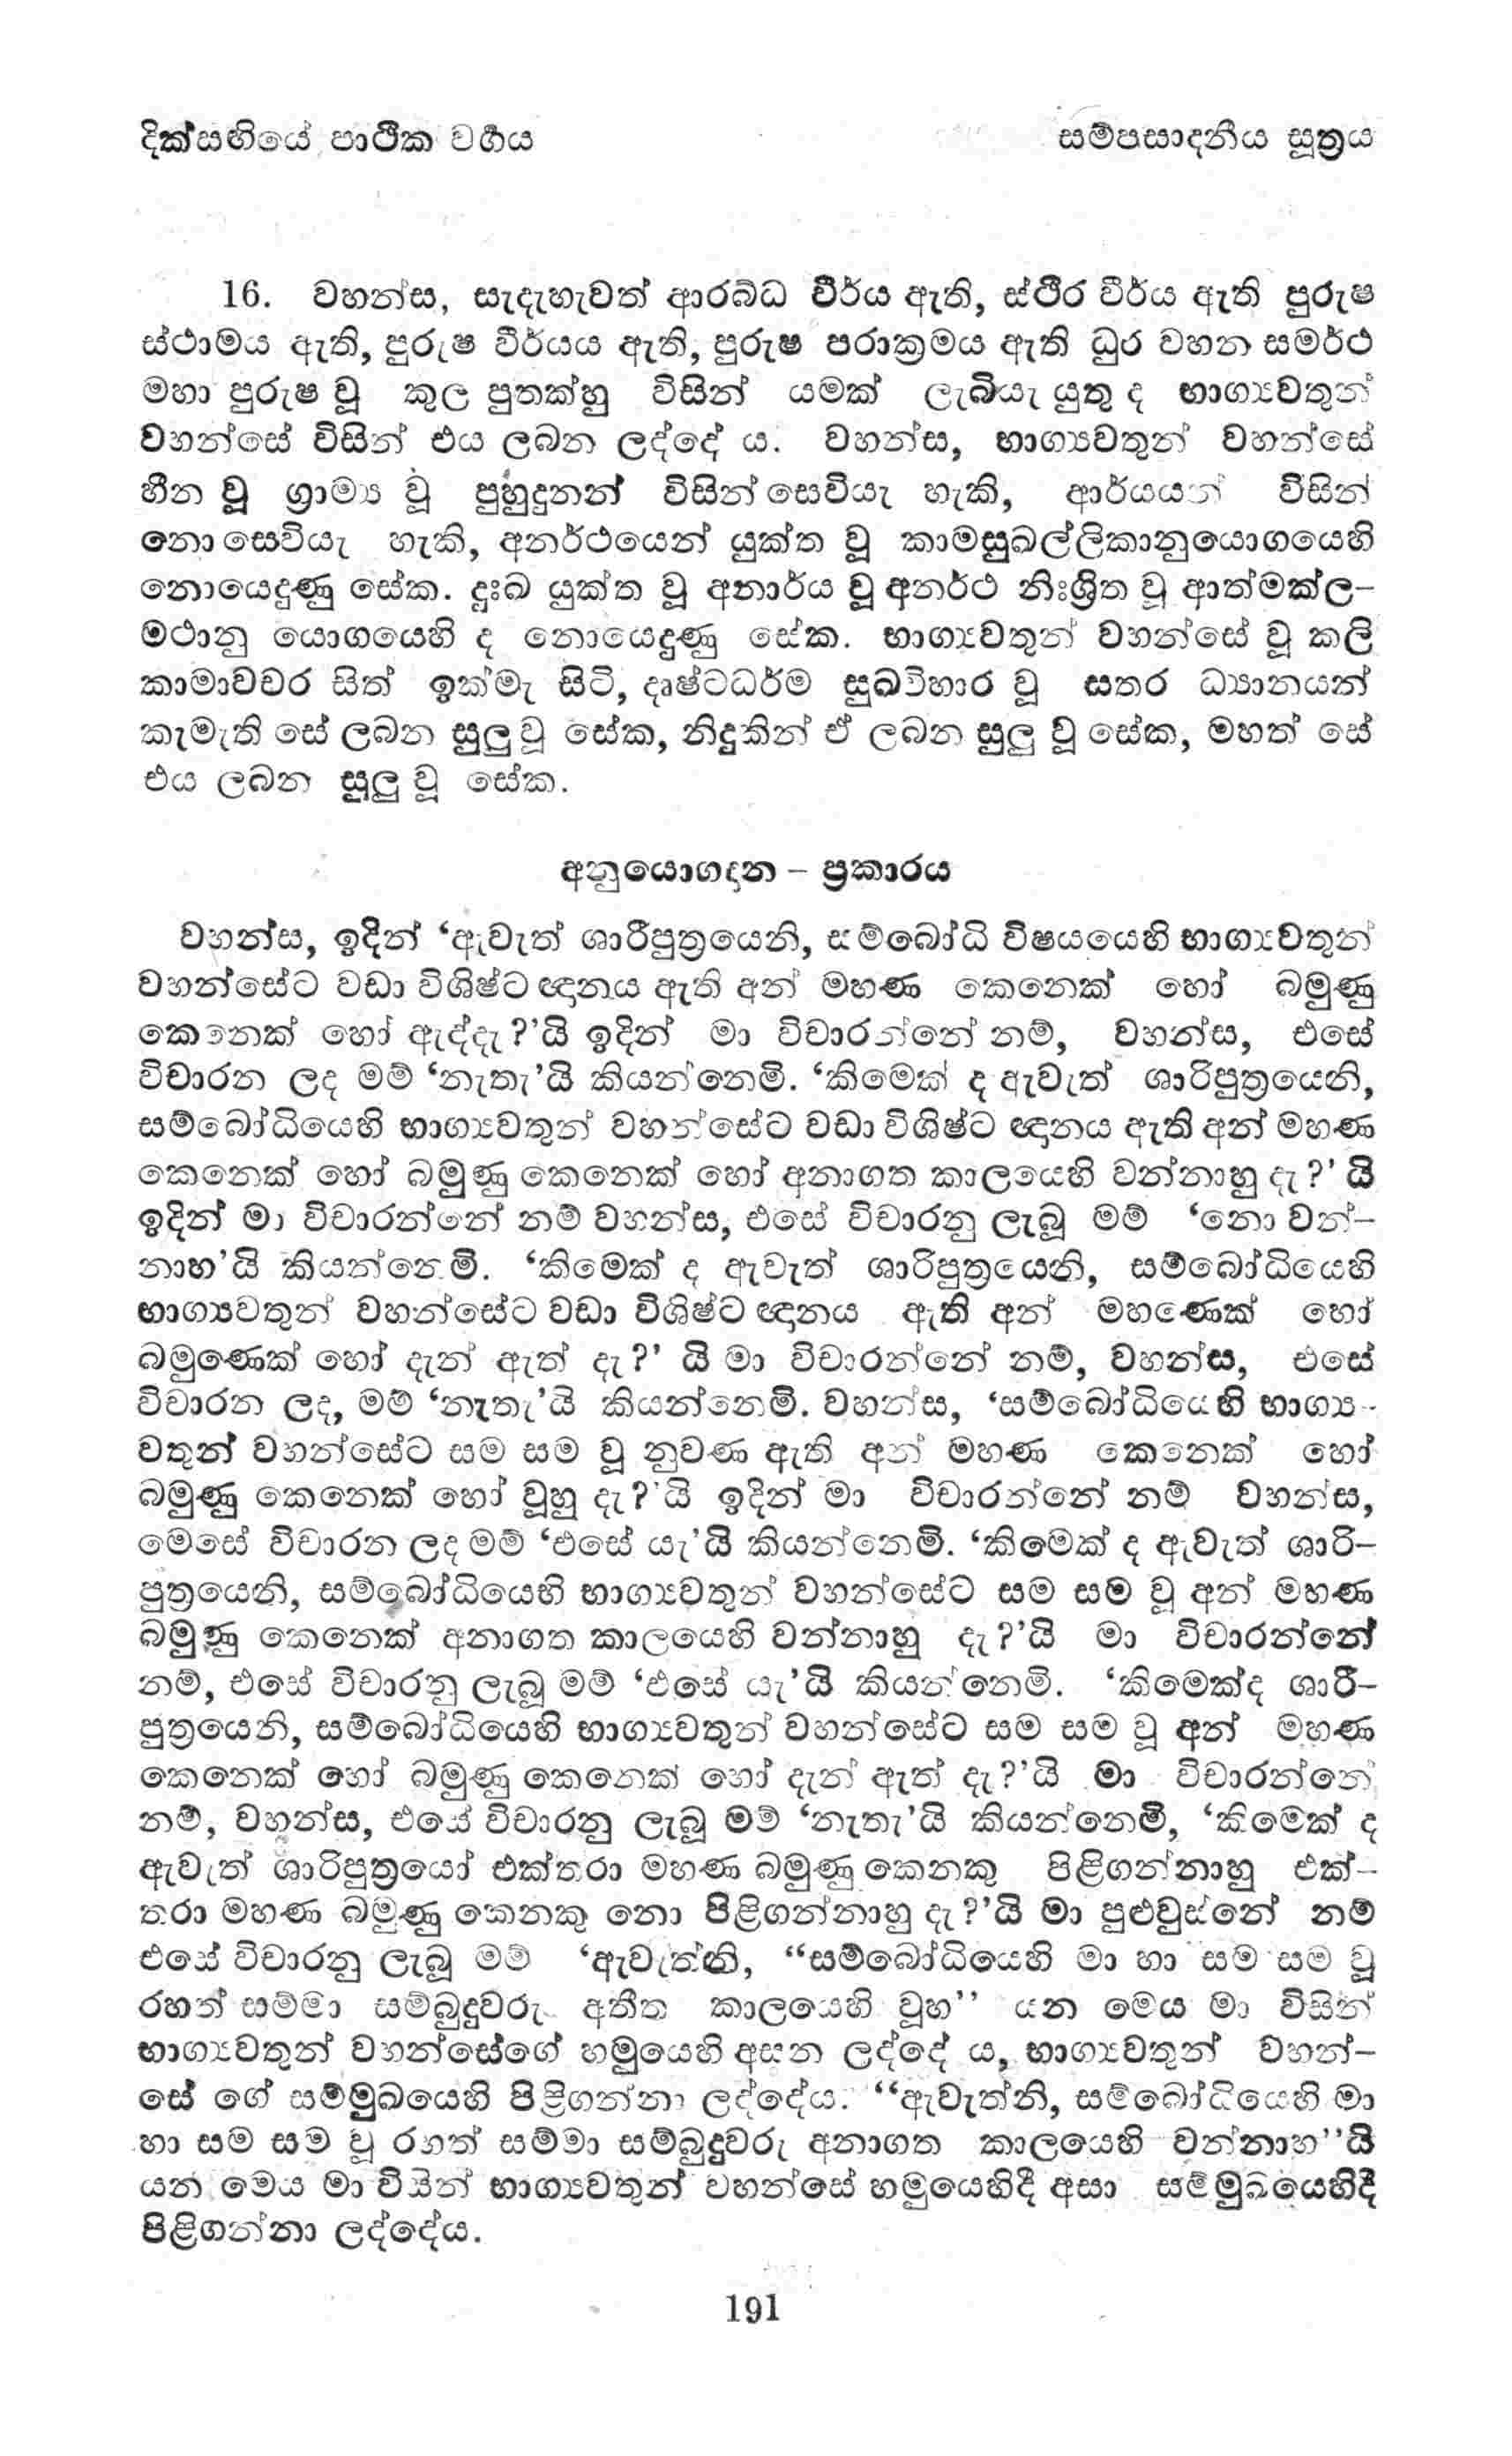 දික්සඟියේ පාථික වර්‍ගය
සම්පසාදනීය සූත්‍රය
16. වහන්ස, සැදැහැවත් ආරබ්ධ වීර්ය ඇති, ස්ථිර වීර්ය ඇති පුරුෂ
ස්ථාමය ඇති, පුරුෂ වීර්යය ඇති, පුරුෂ පරාක්‍රමය ඇති ධුර වහන සමර්ථ
මහා පුරුෂ වූ කුල පුතක්හු විසින් යමක් ලැබියැ යුතු ද භාග්‍යවතුන්
වහන්සේ විසින් එය ලබන ලද්දේ ය. වහන්ස, භාග්‍යවතුන් වහන්සේ
හීන වූ ග්‍රාම්‍ය වූ පුහුදුනන් විසින් සෙවියැ හැකි, ආර්යයන් විසින්
නොසෙවියැ හැකි, අනර්ථයෙන් යුක්ත වූ කාමසුඛල්ලිකානුයොගයෙහි
නොයෙදුණු සේක. දුඃඛ යුක්ත වූ අනාර්ය වූ අනර්ථ නිඃශ්‍රිත වූ ආත්මක්ල-
මථානු යොගයෙහි ද නොයෙදුණු සේක. භාග්‍යවතුන් වහන්සේ වූ කලි
කාමාවචර සිත් ඉක්මැ සිටි, දෘෂ්ටධර්ම සුඛවිහාර වූ සතර ධ්‍යානයන්
කැමැති සේ ලබන සුලු වූ සේක, නිදුකින් ඒ ලබන සුලු වූ සේක, මහත් සේ
එය ලබන සුලු වූ සේක.
අනුයොගදාන – ප්‍රකාරය
වහන්ස, ඉදින් ‘ඇවැත් ශාරීපුත්‍රයෙනි, සම්බෝධි විෂයයෙහි භාග්‍යවතුන්
වහන්සේට වඩා විශිෂ්ට ඥානය ඇති අන් මහණ කෙනෙක් හෝ බමුණු
කෙනෙක් හෝ ඇද්දැ?’යි ඉදින් මා විචාරන්නේ නම්, වහන්ස, එසේ
විචාරන ලද මම් ‘නැතැ’යි කියන්නෙමි. ‘කිමෙක් ද ඇවැත් ශාරිපුත්‍රයෙනි,
සම්බෝධියෙහි භාග්‍යවතුන් වහන්සේට වඩා විශිෂ්ට ඥානය ඇති අන් මහණ
කෙනෙක් හෝ බමුණු කෙනෙක් හෝ අනාගත කාලයෙහි වන්නාහු දැ?’ යි
ඉදින් මා විචාරන්නේ නම් වහන්ස, එසේ විචාරනු ලැබූ මම් ‘නො වන්-
නාහ’යි කියන්නෙමි. ‘කිමෙක් ද ඇවැත් ශාරිපුත්‍රයෙනි, සම්බෝධියෙහි
භාග්‍යවතුන් වහන්සේට වඩා විශිෂ්ට ඥානය ඇති අන් මහණෙක් හෝ
බමුණෙක් හෝ දැන් ඇත් දැ?’ යි මා විචාරන්නේ නම්, වහන්ස, එසේ
විචාරන ලද, මම් ‘නැතැ’යි කියන්නෙමි. වහන්ස, ‘සම්බෝධියෙහි භාග්‍ය-
වතුන් වහන්සේට සම සම වූ නුවණ ඇති අන් මහණ කෙනෙක් හෝ
බමුණු කෙනෙක් හෝ වූහු දැ?’යි ඉදින් මා විචාරන්නේ නම් වහන්ස,
මෙසේ විචාරන ලද මම් ‘එසේ යැ’යි කියන්නෙමි. ‘කිමෙක් ද ඇවැත් ශාරි-
පුත්‍රයෙනි, සම්බෝධියෙහි භාග්‍යවතුන් වහන්සේට සම සම වූ අන් මහණ
බමුණු කෙනෙක් අනාගත කාලයෙහි වන්නාහු දැ?’යි මා විචාරන්නේ
නම්, එසේ විචාරනු ලැබූ මම් ‘එසේ යැ’යි කියන්නෙමි. ‘කිමෙක්ද ශාරී-
පුත්‍රයෙනි, සම්බෝධියෙහි භාග්‍යවතුන් වහන්සේට සම සම වූ අන් මහණ
කෙනෙක් හෝ බමුණු කෙනෙක් හෝ දැන් ඇත් දැ?’යි මා විචාරන්නේ
නම්, වහන්ස, එසේ විචාරනු ලැබූ මම් ‘නැතැ’යි කියන්නෙමි, ‘කිමෙක් ද
ඇවැත් ශාරිපුත්‍රයෝ එක්තරා මහණ බමුණු කෙනකු පිළිගන්නාහු එක්-
තරා මහණ බමුණු කෙනකු නො පිළිගන්නාහු දැ?’යි මා පුළුවුස්නේ නම්
එසේ විචාරනු ලැබූ මම් ‘ඇවැත්නි, “සම්බෝධියෙහි මා හා සම සම වූ
රහත් සම්මා සම්බුදුවරු අතීත කාලයෙහි වූහ” යන මෙය මා විසින්
භාග්‍යවතුන් වහන්සේගේ හමුයෙහි අසන ලද්දේ ය, භාග්‍යවතුන් වහන්-
සේ ගේ සම්මුඛයෙහි පිළිගන්නා ලද්දේය. “ඇවැත්නි, සම්බෝධියෙහි මා
හා සම සම වූ රහත් සම්මා සම්බුදුවරු අනාගත කාලයෙහි වන්නාහ”යි
යන මෙය මා විසින් භාග්‍යවතුන් වහන්සේ හමුයෙහිදී අසා සම්මුඛයෙහිදී
පිළිගන්නා ලද්දේය.
191